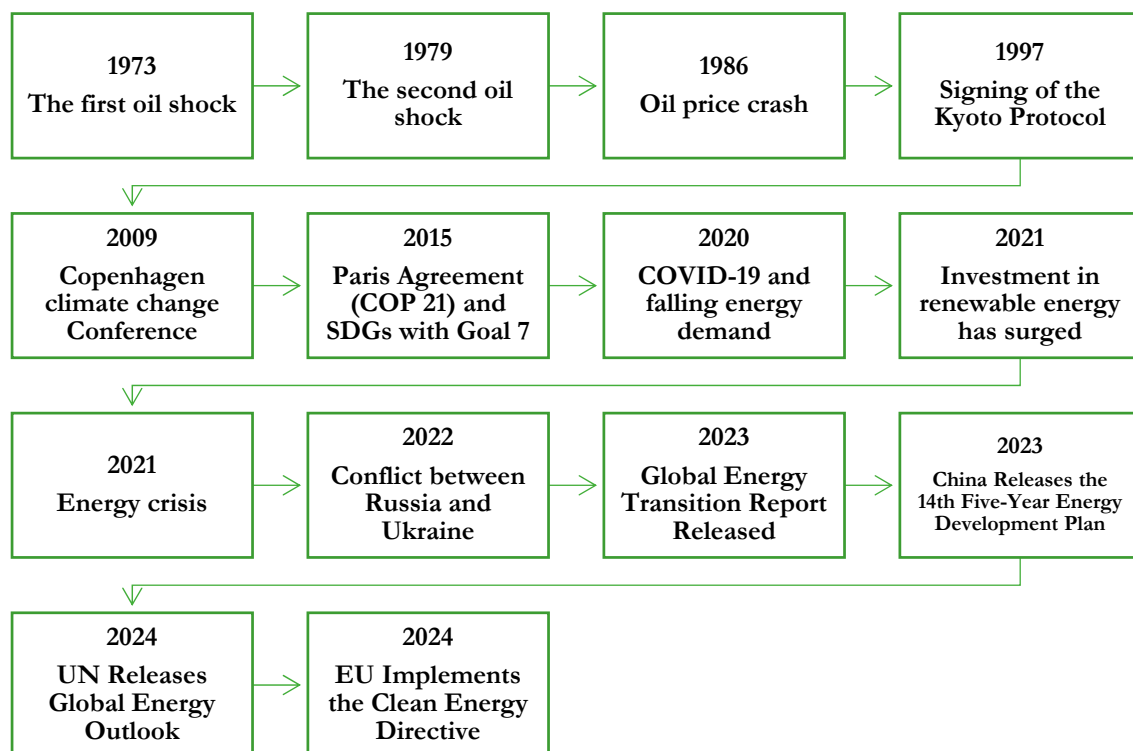 1973
The first oil shock
1979
The second oil
shock
1986
Oil price crash
1997
Signing of the
Kyoto Protocol
2009
Copenhagen
climate change
Conference
2015
Paris Agreement
(COP 21) and
SDGs with Goal 7
2020
COVID-19 and
falling energy
demand
2021
Investment in
renewable energy
has surged
2021
Energy crisis
2022
Conflict between
Russia and
Ukraine
2023
Global Energy
Transition Report
Released
2023
China Releases the
14th Five-Year Energy
Development Plan
2024
UN Releases
Global Energy
Outlook
2024
EU Implements
the Clean Energy
Directive